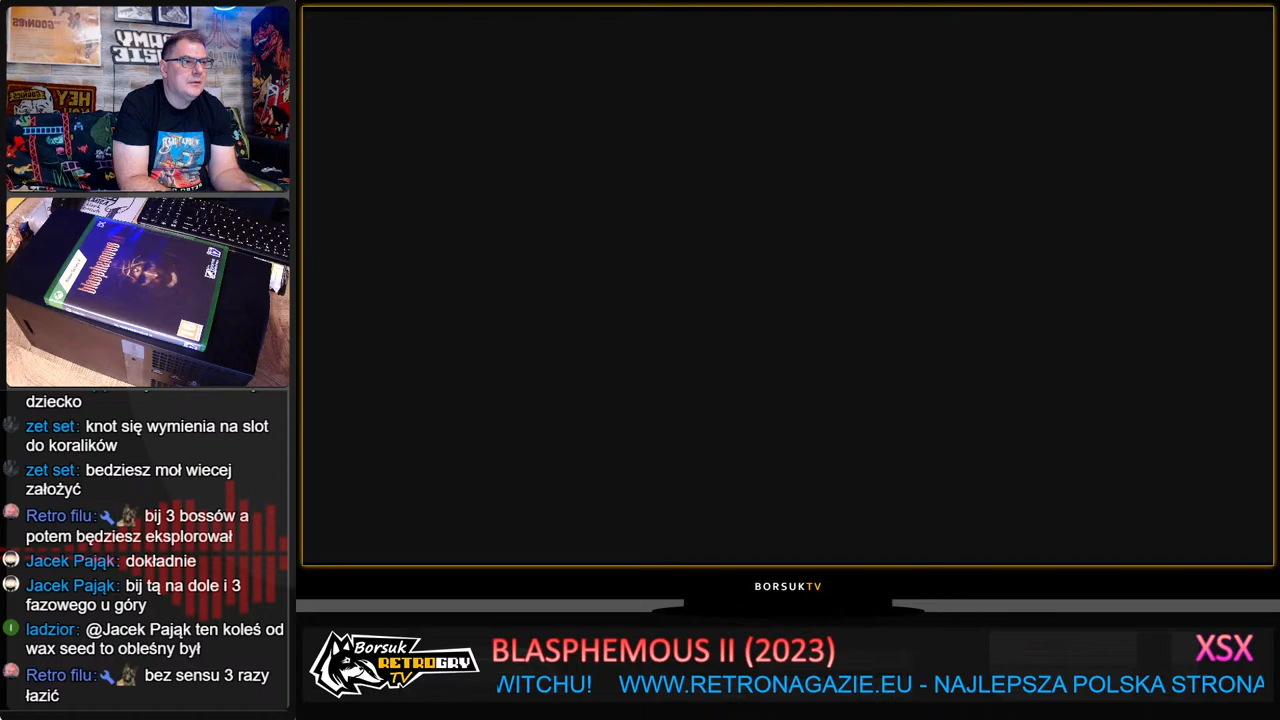 GOONIES
HEY
blasphemous
dziecko
zet set: knot się wymienia na slot
do koralików
zet set: bedziesz moł wiecej
założyć
Retro filu: bij 3 bossów a
potem będziesz eksplorował
Jacek Pająk: dokładnie
Jacek Pająk: bij tą na dole i 3
fazowego u góry
ladzior: @Jacek Pająk ten koleś od
wax seed to obleśny był
Retro filu: bez sensu 3 razy
łazić
BORSUKTV
Borsuk
RETROGRY
TV
BLASPHEMOUS II (2023)
XSX
WITCHU! WWW.RETRONAGAZIE.EU - NAJLEPSZA POLSKA STRONA